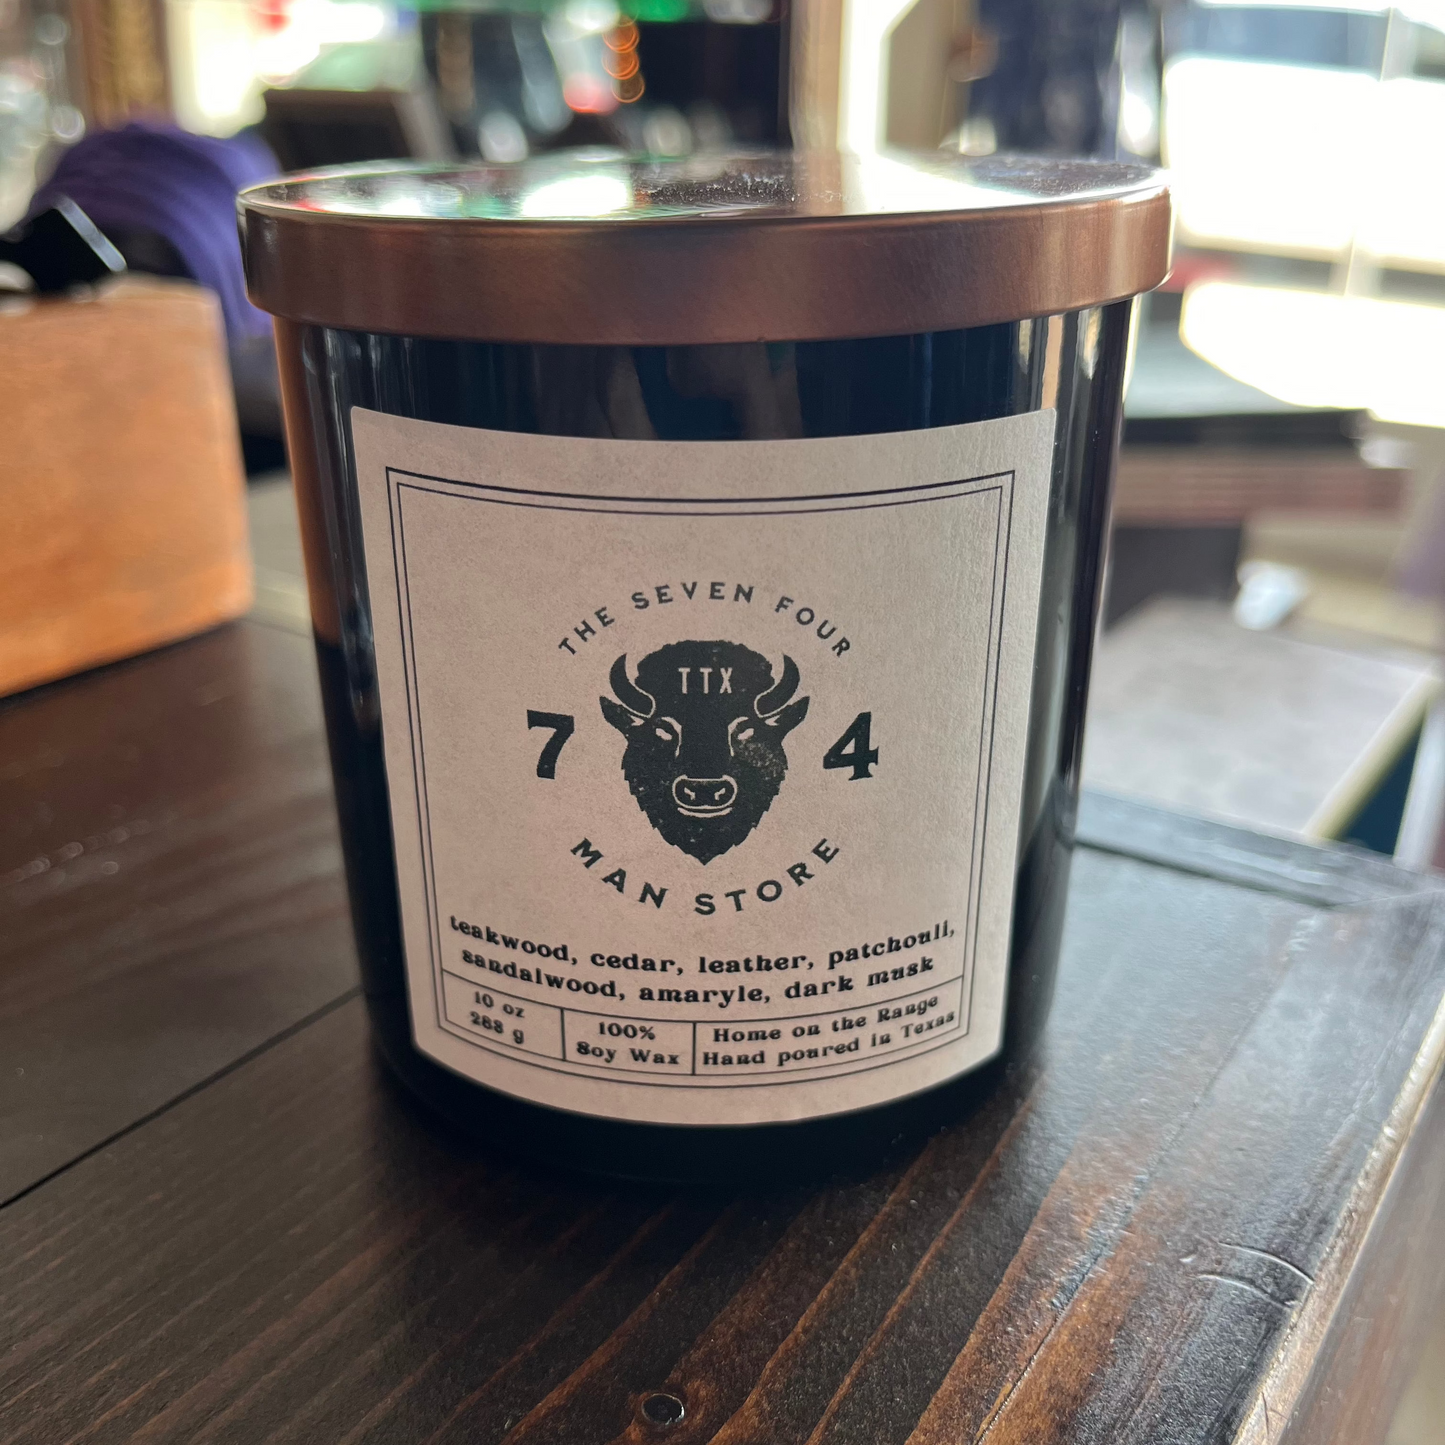 THE SEVEN FOUR
TTX
7 4
MAN STORE
teakwood, cedar, leather, patchouli,
sandalwood, amaryle, dark musk
10 oz
288 g
100%
Soy Wax
Home on the Range
Hand poured in Texas